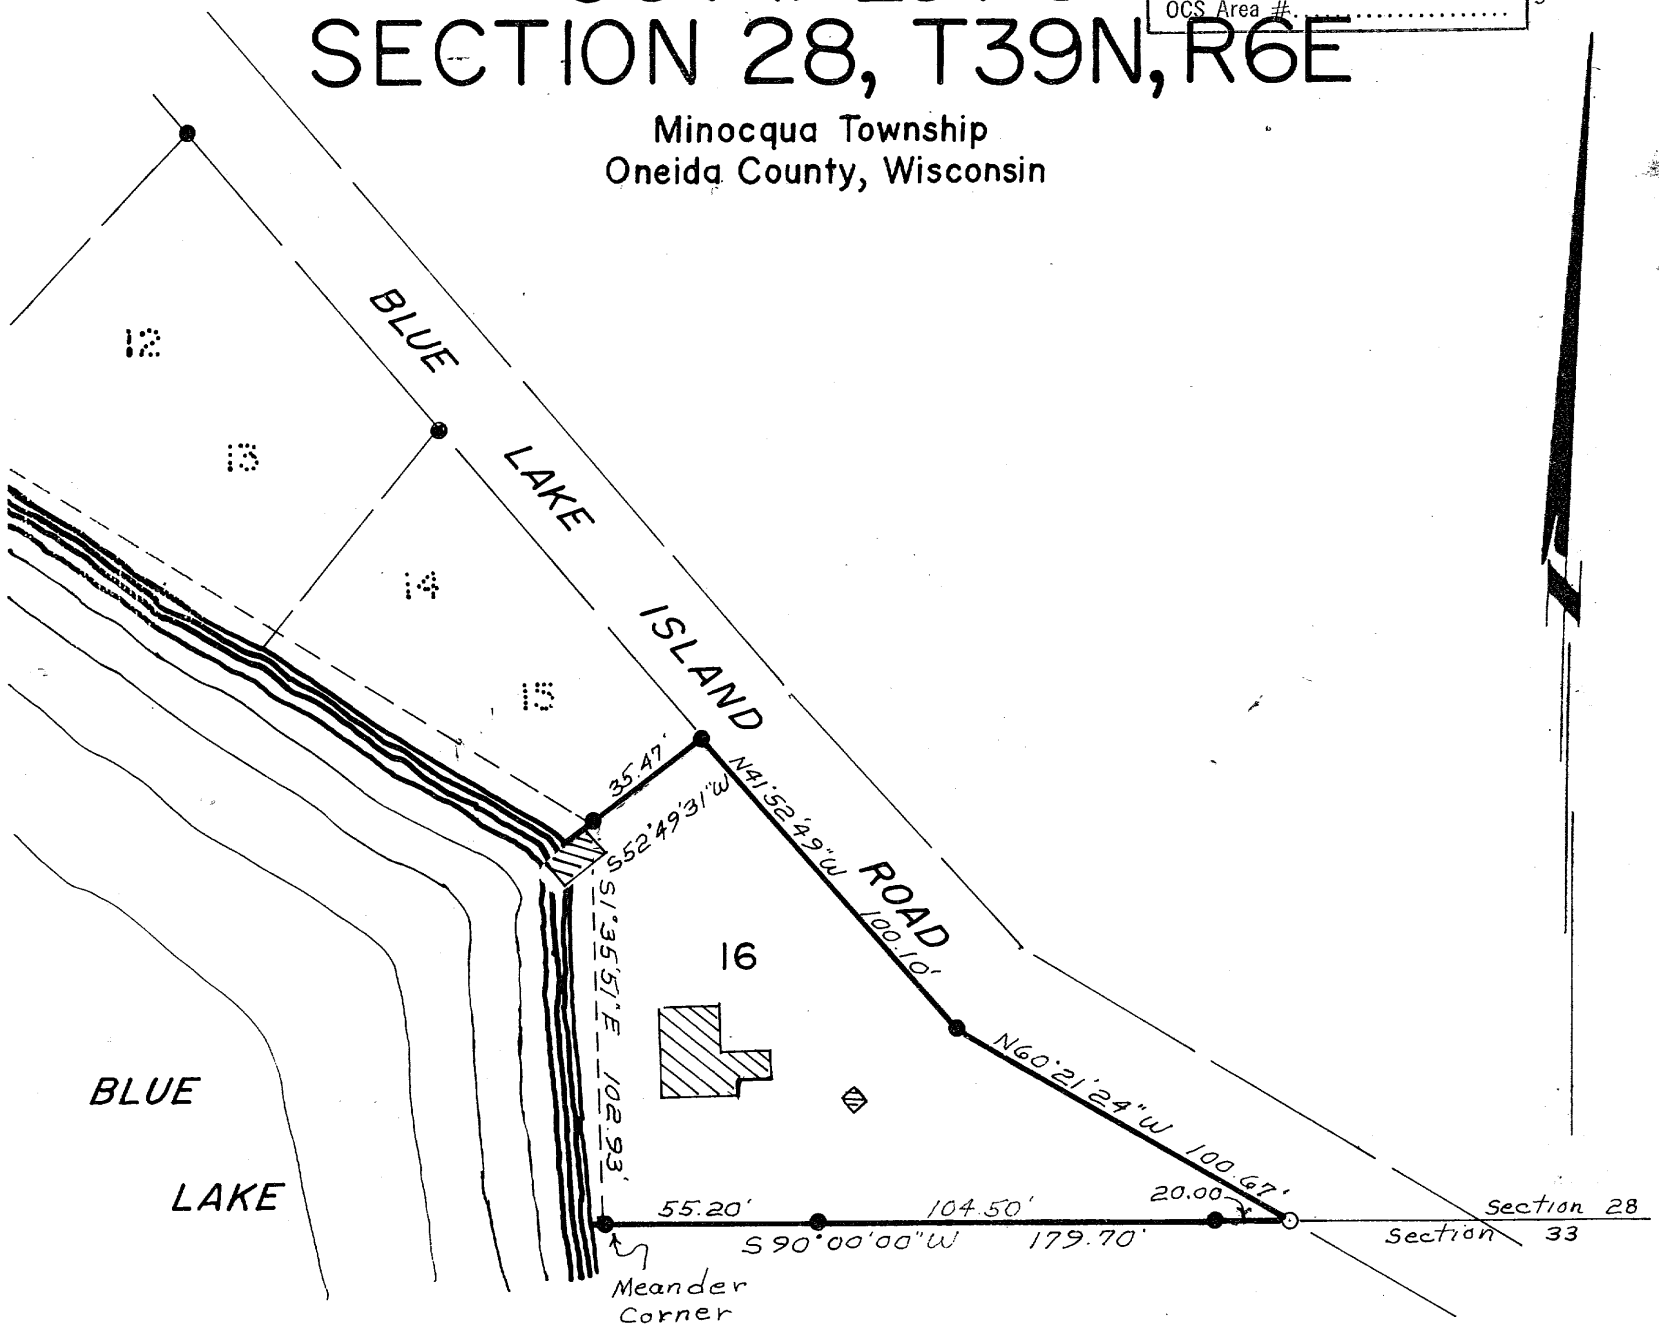 OCS Area #
SECTION 28, T39N, R6E
Minocqua Township
Oneida County, Wisconsin
BLUE
LAKE
ISLAND
ROAD
12
13
14
15
35.47'
S52°49'31"W
N41°52'49"W
100.10'
S1°35'51"E 102.93'
16
N60°21'24"W 100.67'
BLUE
LAKE
55.20'
104.50'
20.00
S90°00'00"W 179.70'
Section 28
Section 33
Meander
Corner